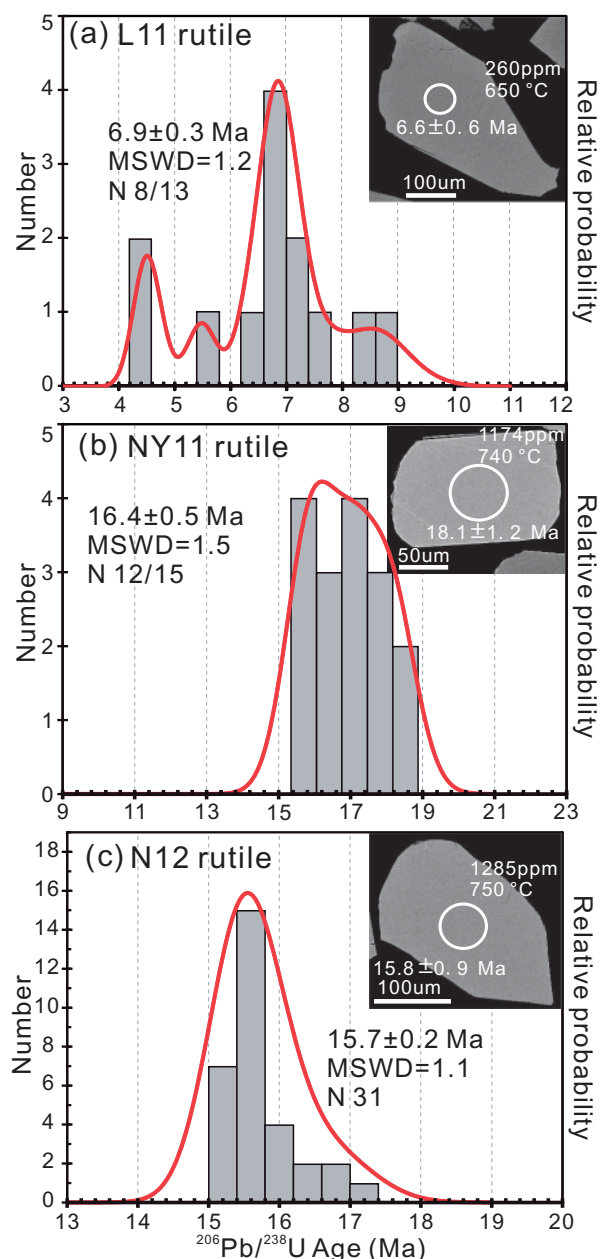 (a) L11 rutile
260ppm
650 °C
6.6±0.6 Ma
100um
6.9±0.3 Ma
MSWD=1.2
N 8/13
Number
Relative probability
5
4
3
2
1
0
3 4 5 6 7 8 9 10 11 12
(b) NY11 rutile
1174ppm
740 °C
18.1±1.2 Ma
50um
16.4±0.5 Ma
MSWD=1.5
N 12/15
Number
Relative probability
5
4
3
2
1
0
9 11 13 15 17 19 21 23
(c) N12 rutile
1285ppm
750 °C
15.8±0.9 Ma
100um
15.7±0.2 Ma
MSWD=1.1
N 31
Number
Relative probability
18
16
14
12
10
8
6
4
2
0
13 14 15 16 17 18 19 20
²⁰⁶Pb/²³⁸U Age (Ma)